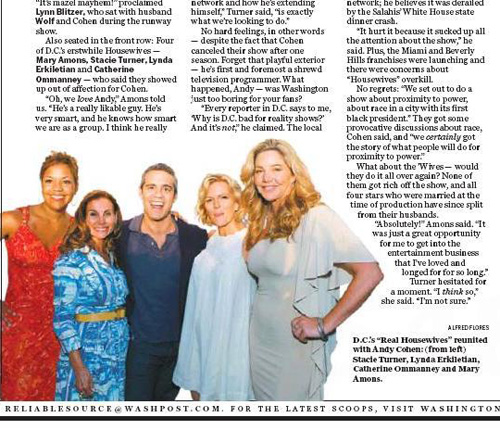 "It's mazel mayhem!" proclaimed
Lynn Blitzer, who sat with husband
Wolf and Cohen during the runway
show.
Also seated in the front row: Four
of D.C.'s erstwhile Housewives —
Mary Amons, Stacie Turner, Lynda
Erkiletian and Catherine
Ommanney — who said they showed
up out of affection for Cohen.
"Oh, we love Andy," Amons told
us. "He's a really likable guy. He's
very smart, and he knows how smart
we are as a group. I think he really
network and how he's extending
himself," Turner said, "is exactly
what we're looking to do."
No hard feelings, in other words
— despite the fact that Cohen
canceled their show after one
season. Forget that playful exterior
— he's first and foremost a shrewd
television programmer. What
happened, Andy — was Washington
just too boring for your fans?
"Every reporter in D.C. says to me,
'Why is D.C. bad for reality shows?'
And it's not," he claimed. The local
network; he believes it was derailed
by the Salahis' White House state
dinner crash.
"It hurt it because it sucked up all
the attention about the show," he
said. Plus, the Miami and Beverly
Hills franchises were launching and
there were concerns about
"Housewives" overkill.
No regrets: "We set out to do a
show about proximity to power,
about race in a city with its first
black president." They got some
provocative discussions about race,
Cohen said, and "we certainly got
the story of what people will do for
proximity to power."
What about the 'Wives — would
they do it all over again? None of
them got rich off the show, and all
four stars who were married at the
time of production have since split
from their husbands.
"Absolutely!" Amons said. "It
was just a great opportunity
for me to get into the
entertainment business
that I've loved and
longed for for so long."
Turner hesitated for
a moment. "I think so,"
she said. "I'm not sure."
ALFRED FLORES
D.C.'s "Real Housewives" reunited
with Andy Cohen: (from left)
Stacie Turner, Lynda Erkiletian,
Catherine Ommanney and Mary
Amons.
RELIABLESOURCE@WASHPOST.COM. FOR THE LATEST SCOOPS, VISIT WASHINGTON